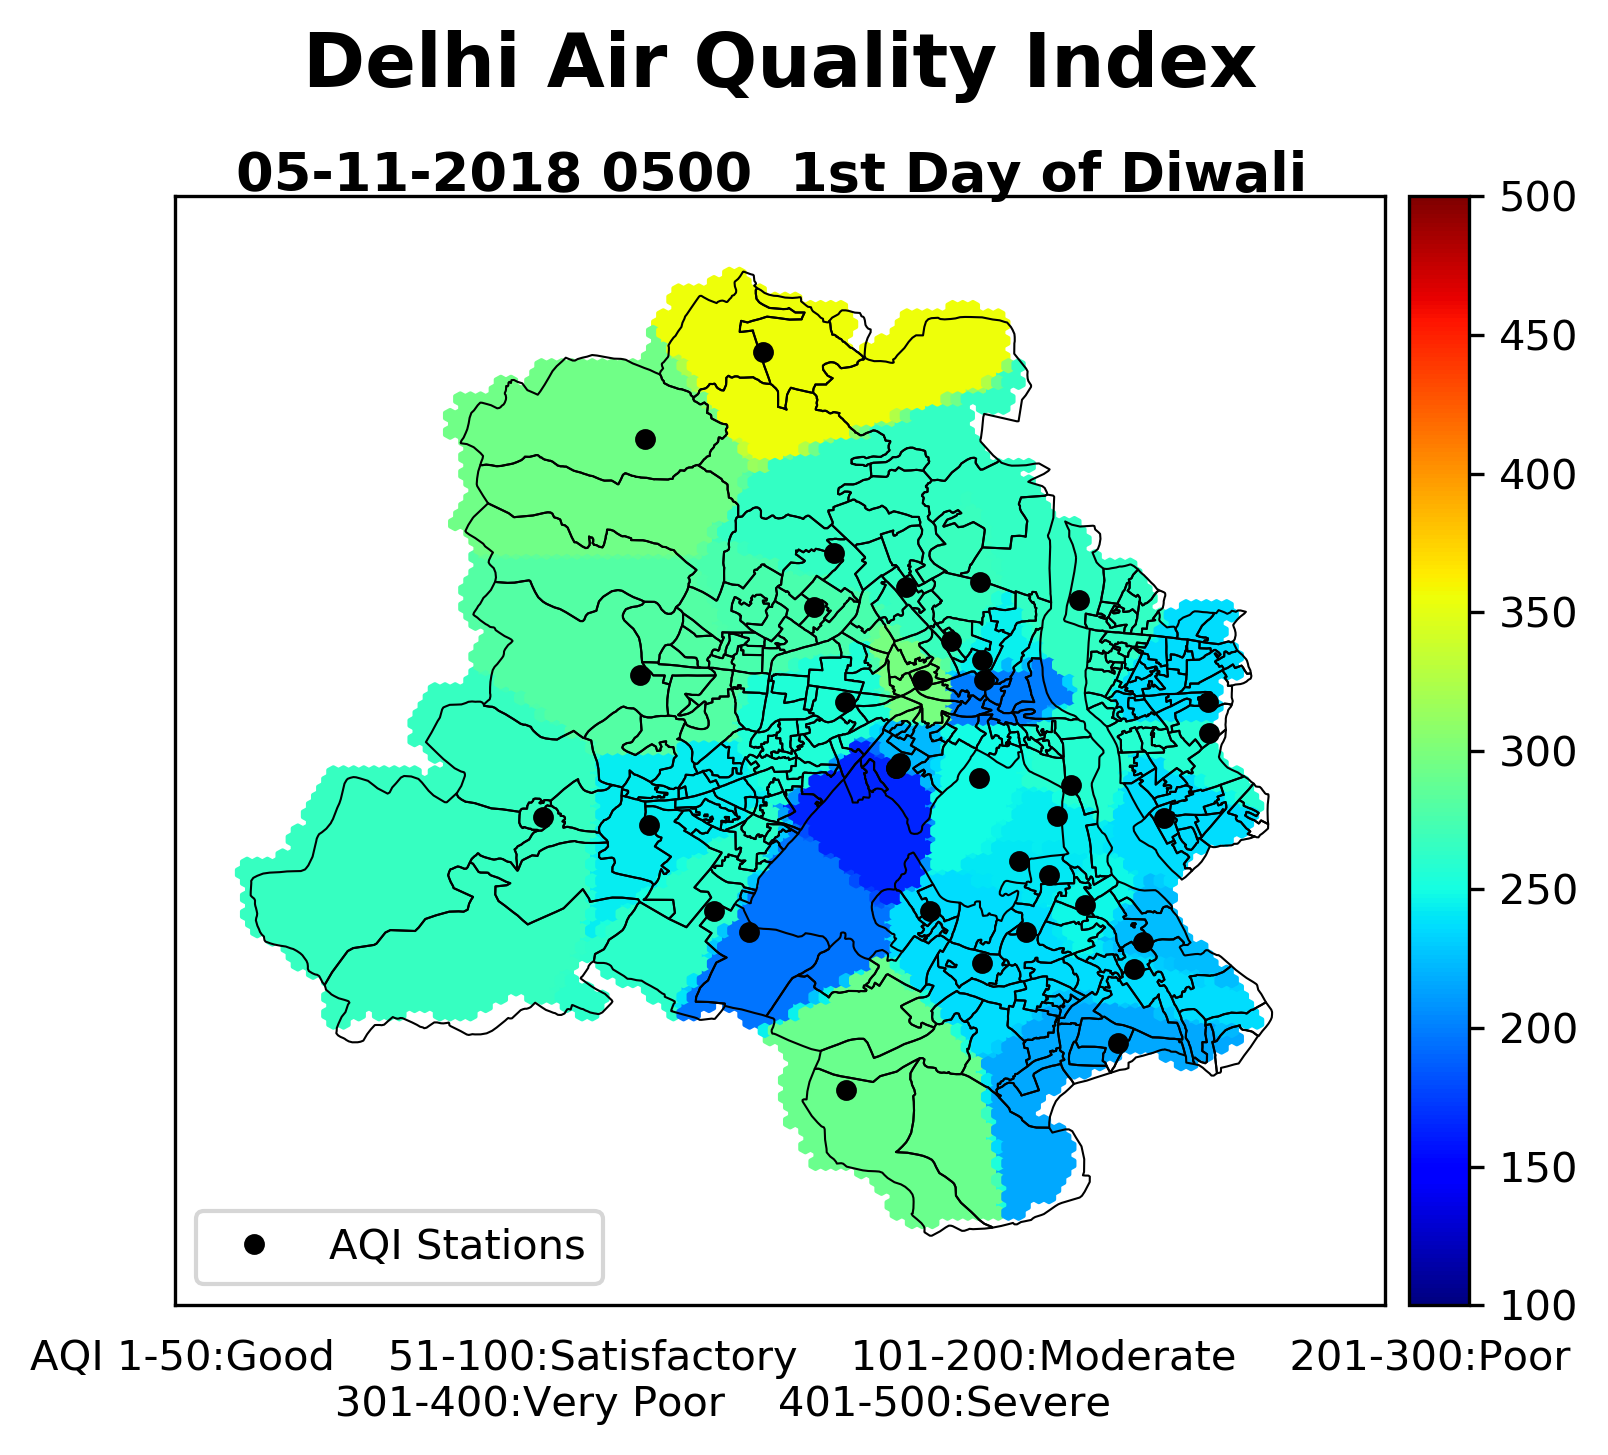 Delhi Air Quality Index
05-11-2018 0500  1st Day of Diwali
500
450
400
350
300
250
200
150
100
AQI Stations
AQI 1-50:Good    51-100:Satisfactory    101-200:Moderate    201-300:Poor
301-400:Very Poor    401-500:Severe